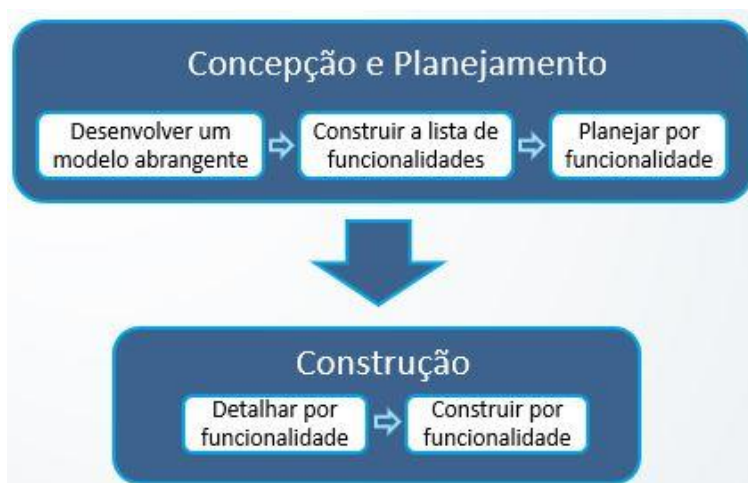 Concepção e Planejamento
Desenvolver um
modelo abrangente
Construir a lista de
funcionalidades
Planejar por
funcionalidade
Construção
Detalhar por
funcionalidade
Construir por
funcionalidade